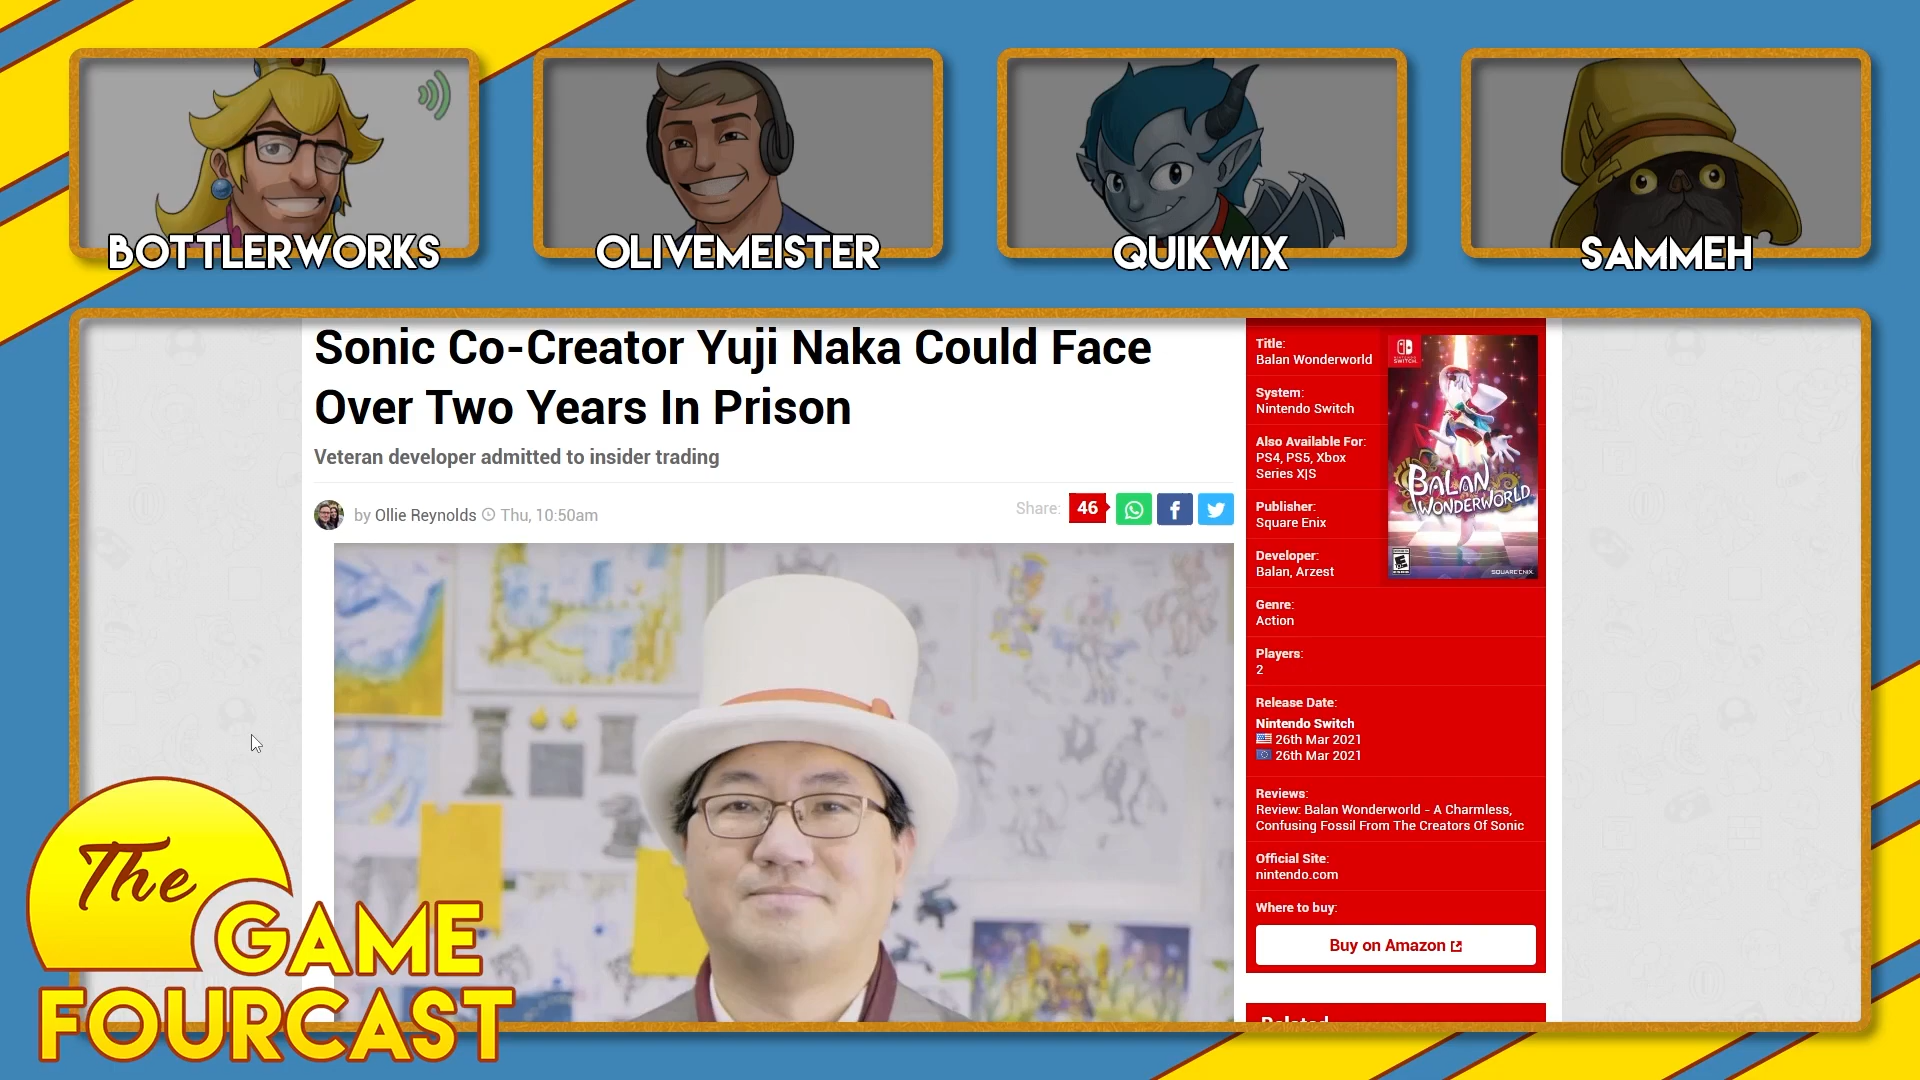 BOTTLERWORKS
OLIVEMEISTER
QUIKWIX
SAMMEH
Sonic Co-Creator Yuji Naka Could Face
Over Two Years In Prison
Veteran developer admitted to insider trading
by Ollie Reynolds Thu, 10:50am
Share: 46
Title:
Balan Wonderworld
System:
Nintendo Switch
Also Available For:
PS4, PS5, Xbox
Series X|S
Publisher:
Square Enix
Developer:
Balan, Arzest
Genre:
Action
Players:
2
Release Date:
Nintendo Switch
26th Mar 2021
26th Mar 2021
Reviews:
Review: Balan Wonderworld - A Charmless,
Confusing Fossil From The Creators Of Sonic
Official Site:
nintendo.com
Where to buy:
Buy on Amazon
Related
BALAN
WONDERWORLD
SQUARE ENIX
The
GAME
FOURCAST